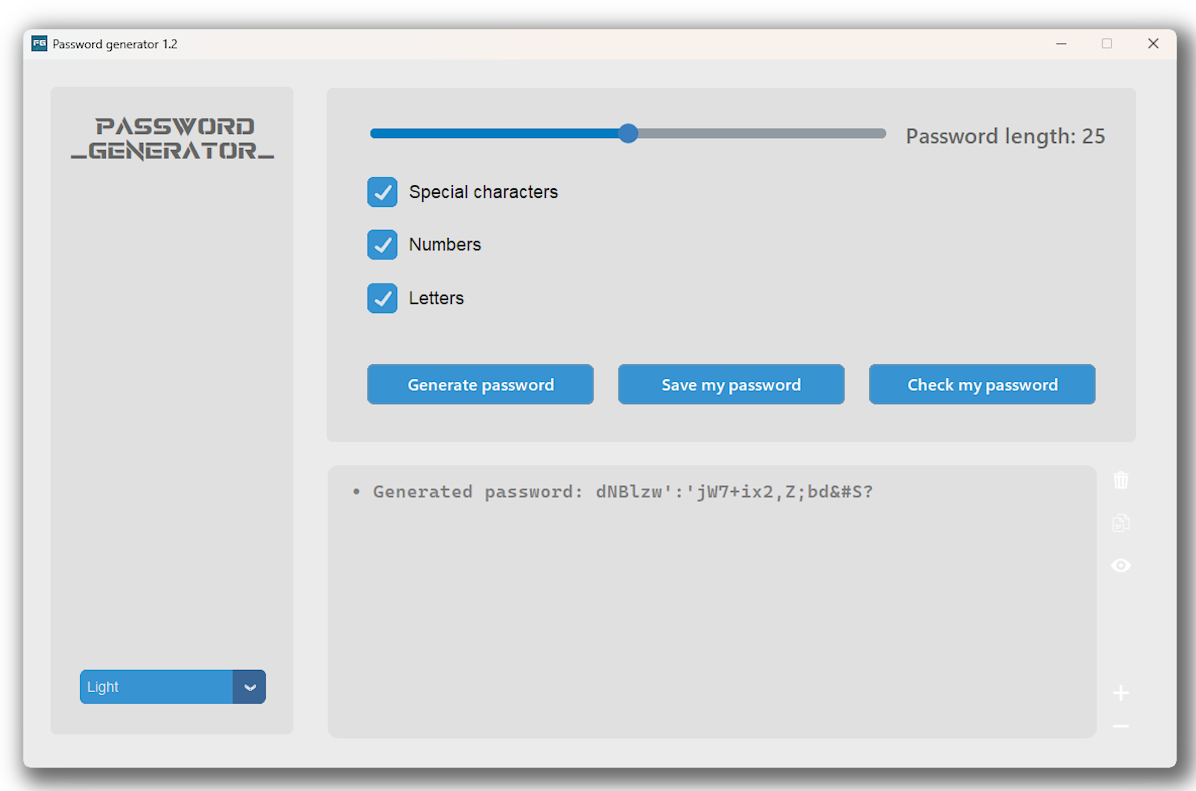 FG Password generator 1.2
PASSWORD
_GENERATOR_
Password length: 25
Special characters
Numbers
Letters
Generate password
Save my password
Check my password
• Generated password: dNBlzw':'jW7+ix2,Z;bd&#S?
Light